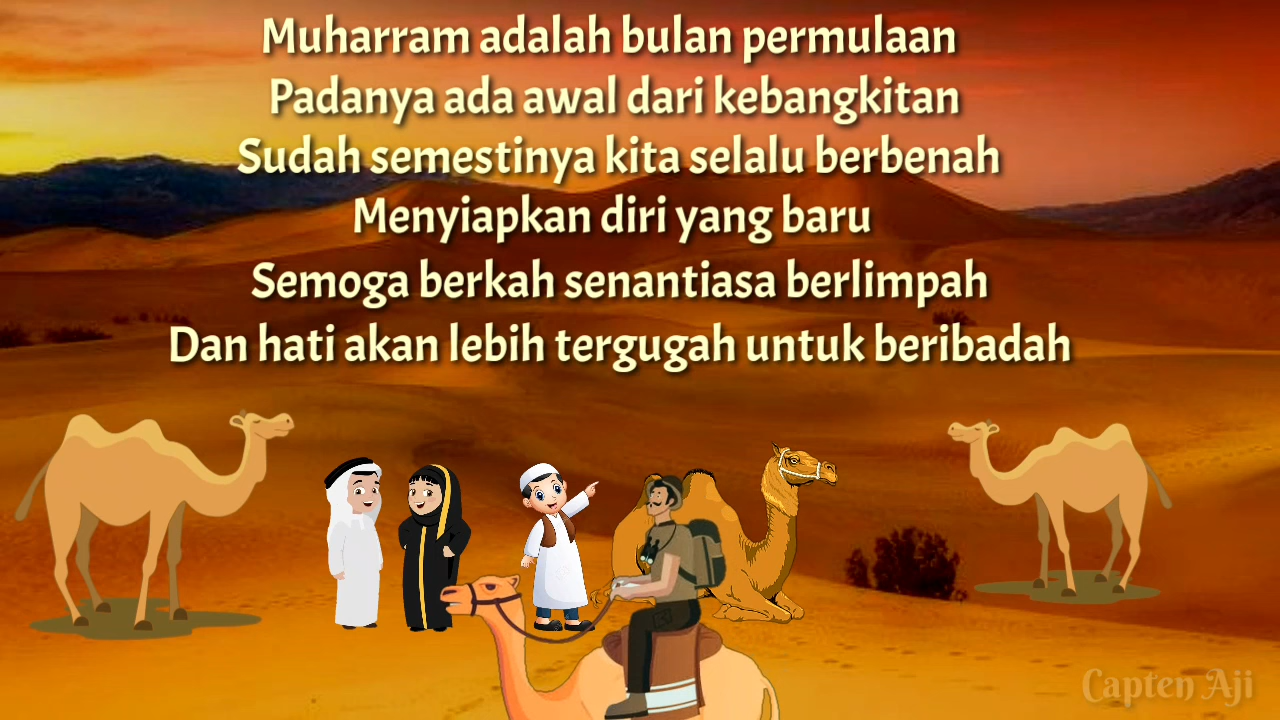 Muharram adalah bulan permulaan
Padanya ada awal dari kebangkitan
Sudah semestinya kita selalu berbenah
Menyiapkan diri yang baru
Semoga berkah senantiasa berlimpah
Dan hati akan lebih tergugah untuk beribadah
Capten Aji